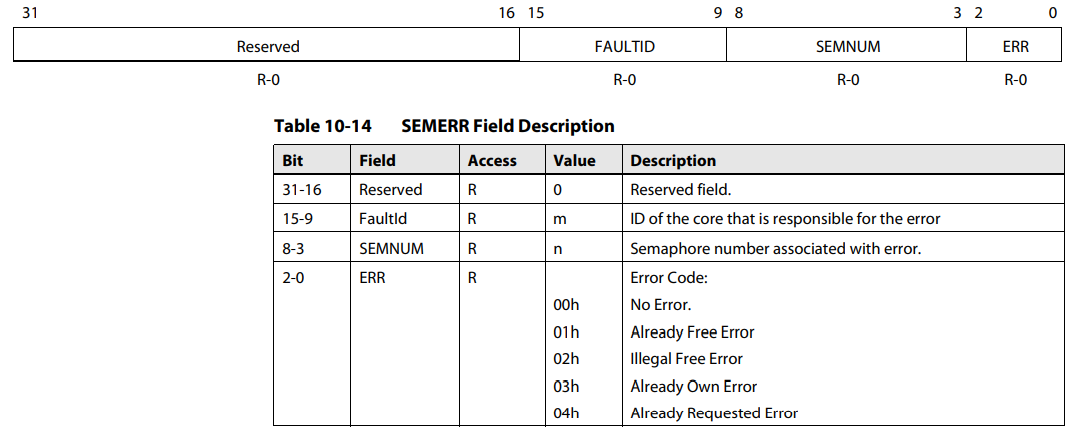 31 16 15 9 8 3 2 0
Reserved FAULTID SEMNUM ERR
R-0 R-0 R-0 R-0
Table 10-14 SEMERR Field Description
Bit Field Access Value Description
31-16 Reserved R 0 Reserved field.
15-9 FaultId R m ID of the core that is responsible for the error
8-3 SEMNUM R n Semaphore number associated with error.
2-0 ERR R Error Code:
00h No Error.
01h Already Free Error
02h Illegal Free Error
03h Already Own Error
04h Already Requested Error